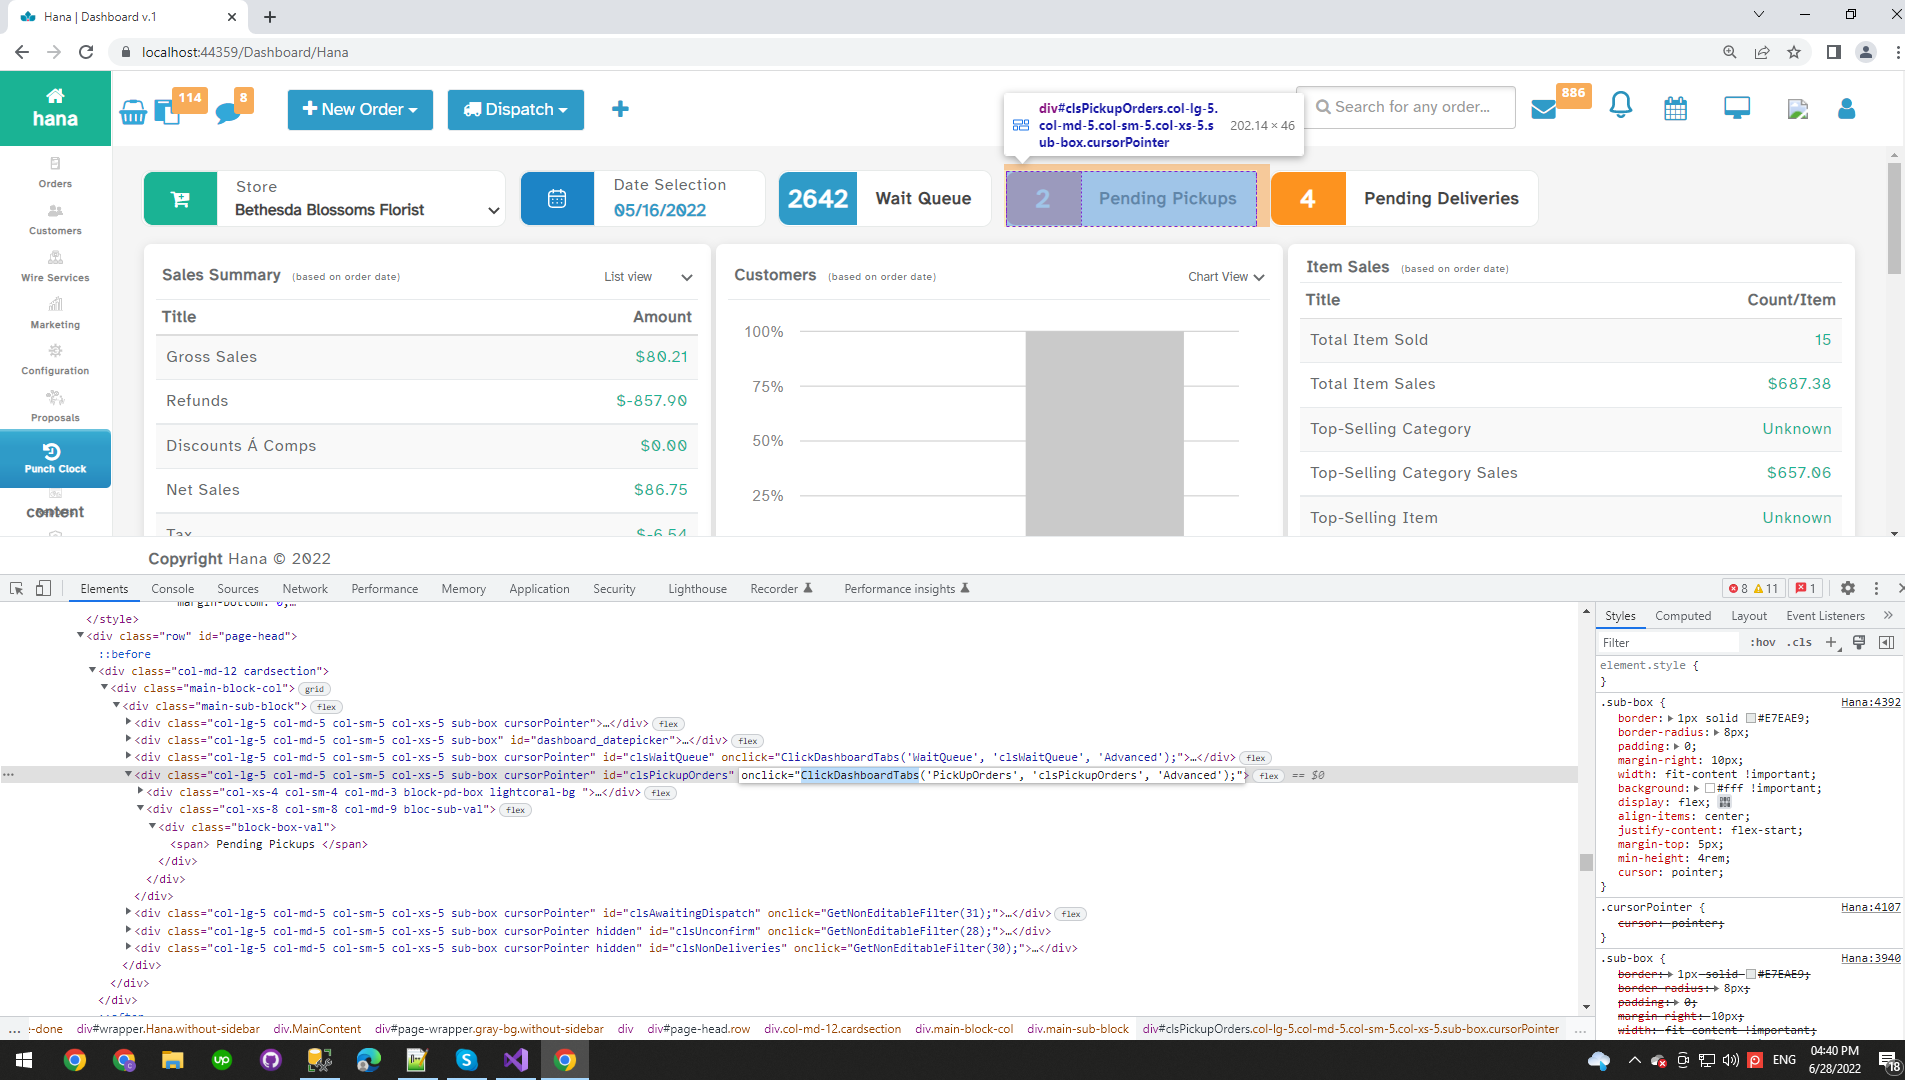 Hana | Dashboard v.1
localhost:44359/Dashboard/Hana
hana
114
8
New Order
Dispatch
div#clsPickupOrders.col-lg-5.
col-md-5.col-sm-5.col-xs-5.s
ub-box.cursorPointer
202.14 × 46
Search for any order...
886
Orders
Customers
Wire Services
Marketing
Configuration
Proposals
Punch Clock
content
Store
Bethesda Blossoms Florist
Date Selection
05/16/2022
2642
Wait Queue
2
Pending Pickups
4
Pending Deliveries
Sales Summary (based on order date)
List view
Title Amount
Gross Sales $80.21
Refunds $-857.90
Discounts Á Comps $0.00
Net Sales $86.75
Tax $-6.54
Customers (based on order date)
Chart View
100%
75%
50%
25%
Item Sales (based on order date)
Title Count/Item
Total Item Sold 15
Total Item Sales $687.38
Top-Selling Category Unknown
Top-Selling Category Sales $657.06
Top-Selling Item Unknown
Copyright Hana © 2022
Elements Console Sources Network Performance Memory Application Security Lighthouse Recorder Performance insights
8 11 1
margin-bottom: 0;…
</style>
<div class="row" id="page-head">
::before
<div class="col-md-12 cardsection">
<div class="main-block-col"> grid
<div class="main-sub-block"> flex
<div class="col-lg-5 col-md-5 col-sm-5 col-xs-5 sub-box cursorPointer">…</div> flex
<div class="col-lg-5 col-md-5 col-sm-5 col-xs-5 sub-box" id="dashboard_datepicker">…</div> flex
<div class="col-lg-5 col-md-5 col-sm-5 col-xs-5 sub-box cursorPointer" id="clsWaitQueue" onclick="ClickDashboardTabs('WaitQueue', 'clsWaitQueue', 'Advanced');">…</div> flex
<div class="col-lg-5 col-md-5 col-sm-5 col-xs-5 sub-box cursorPointer" id="clsPickupOrders" onclick="ClickDashboardTabs('PickUpOrders', 'clsPickupOrders', 'Advanced');"> flex == $0
<div class="col-xs-4 col-sm-4 col-md-3 block-pd-box lightcoral-bg ">…</div> flex
<div class="col-xs-8 col-sm-8 col-md-9 bloc-sub-val"> flex
<div class="block-box-val">
<span> Pending Pickups </span>
</div>
</div>
</div>
<div class="col-lg-5 col-md-5 col-sm-5 col-xs-5 sub-box cursorPointer" id="clsAwaitingDispatch" onclick="GetNonEditableFilter(31);">…</div> flex
<div class="col-lg-5 col-md-5 col-sm-5 col-xs-5 sub-box cursorPointer hidden" id="clsUnconfirm" onclick="GetNonEditableFilter(28);">…</div>
<div class="col-lg-5 col-md-5 col-sm-5 col-xs-5 sub-box cursorPointer hidden" id="clsNonDeliveries" onclick="GetNonEditableFilter(30);">…</div>
</div>
</div>
</div>
::after
Styles Computed Layout Event Listeners »
Filter :hov .cls +
element.style {
}
.sub-box { Hana:4392
border: 1px solid #E7EAE9;
border-radius: 8px;
padding: 0;
margin-right: 10px;
width: fit-content !important;
background: #fff !important;
display: flex;
align-items: center;
justify-content: flex-start;
margin-top: 5px;
min-height: 4rem;
cursor: pointer;
}
.cursorPointer { Hana:4107
cursor: pointer;
}
.sub-box { Hana:3940
border: 1px solid #E7EAE9;
border-radius: 8px;
padding: 0;
margin-right: 10px;
width: fit-content !important;
… e-done div#wrapper.Hana.without-sidebar div.MainContent div#page-wrapper.gray-bg.without-sidebar div div#page-head.row div.col-md-12.cardsection div.main-block-col div.main-sub-block div#clsPickupOrders.col-lg-5.col-md-5.col-sm-5.col-xs-5.sub-box.cursorPointer …
up
ENG
04:40 PM
6/28/2022
18